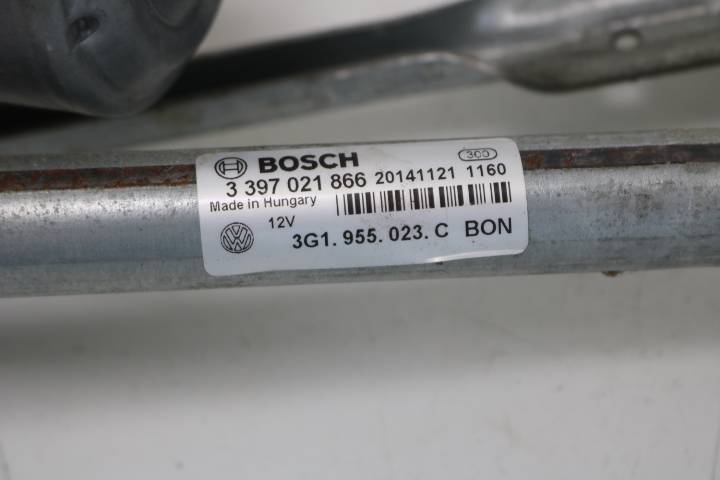 BOSCH 300
3 397 021 866 20141121 1160
Made in Hungary
12V
3G1. 955. 023. C BON